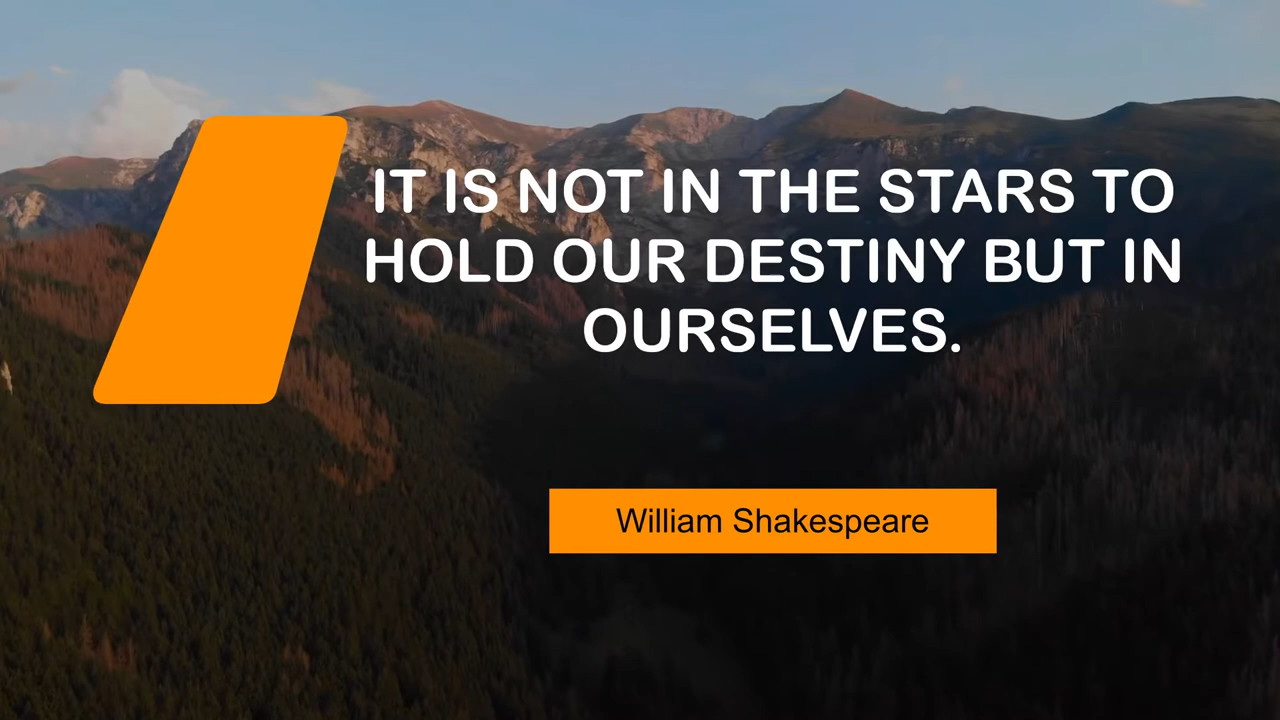 IT IS NOT IN THE STARS TO
HOLD OUR DESTINY BUT IN
OURSELVES.
William Shakespeare